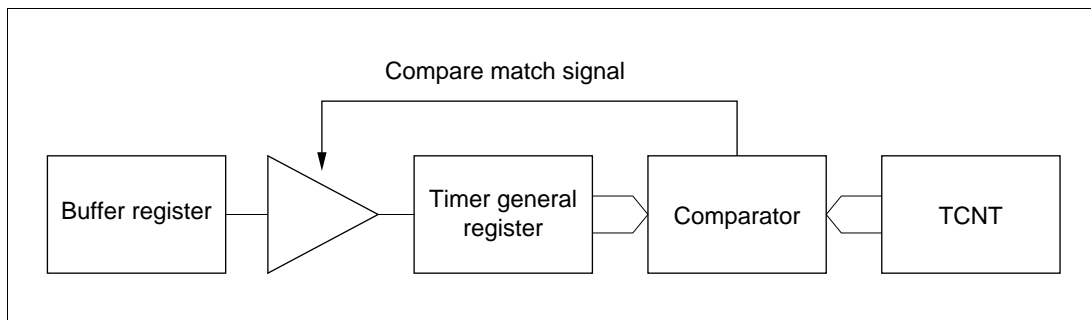 Compare match signal
Buffer register
Timer general
register
Comparator
TCNT